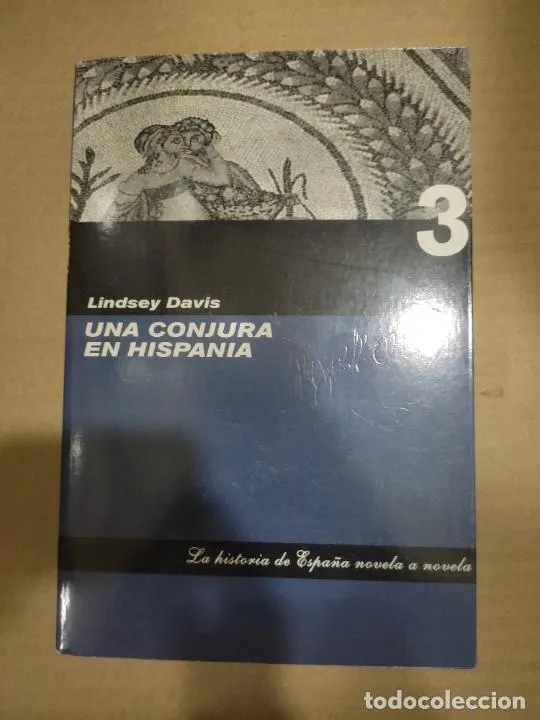 3
Lindsey Davis
UNA CONJURA
EN HISPANIA
La historia de España novela a novela
todocoleccion